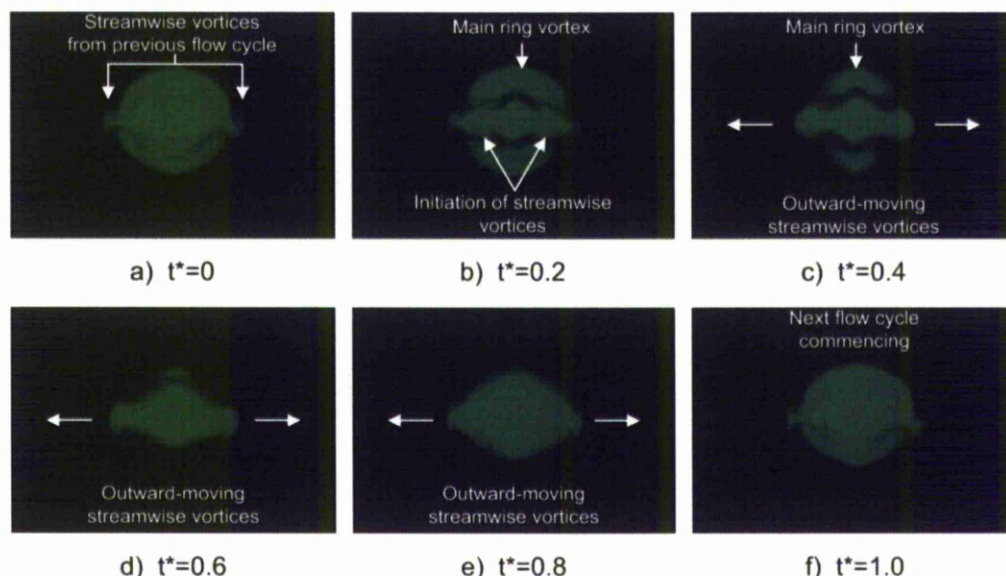 Streamwise vortices
from previous flow cycle
a) t*=0
Main ring vortex
Initiation of streamwise
vortices
b) t*=0.2
Main ring vortex
Outward-moving
streamwise vortices
c) t*=0.4
Outward-moving
streamwise vortices
d) t*=0.6
Outward-moving
streamwise vortices
e) t*=0.8
Next flow cycle
commencing
f) t*=1.0